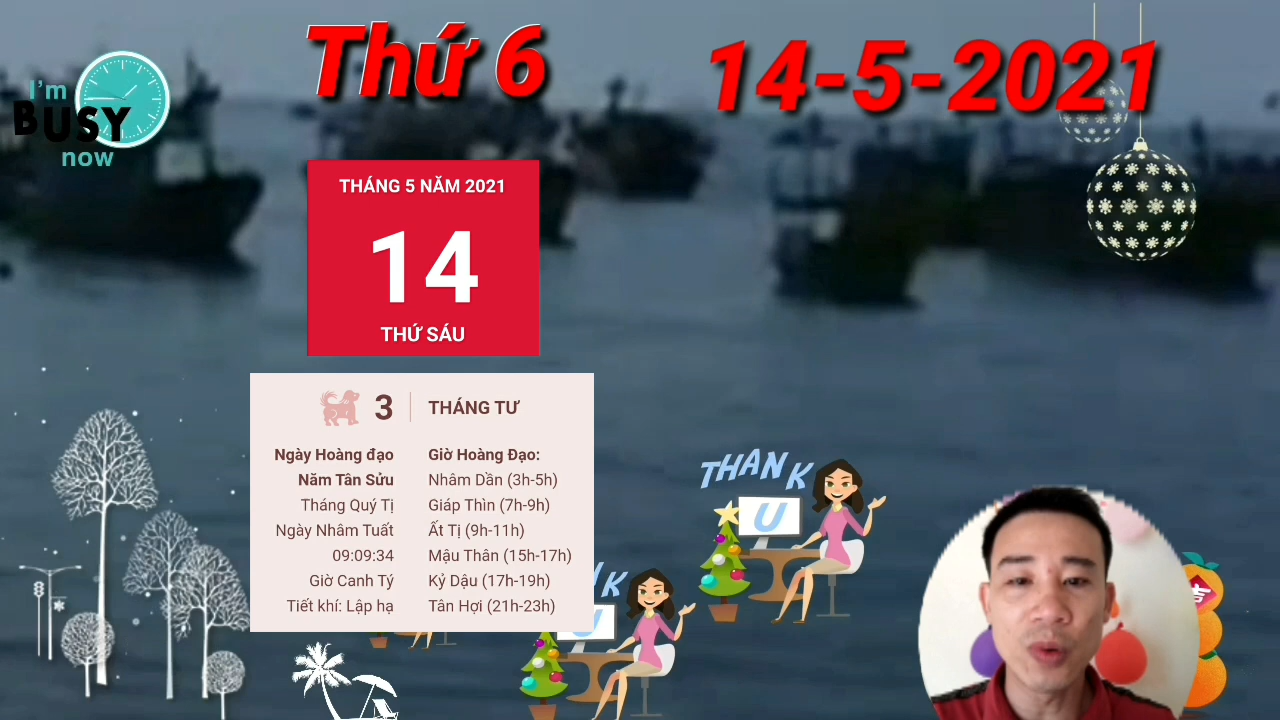 Thứ 6
14-5-2021
I'm
BUSY
now
THÁNG 5 NĂM 2021
14
THỨ SÁU
3
THÁNG TƯ
Ngày Hoàng đạo
Năm Tân Sửu
Tháng Quý Tị
Ngày Nhâm Tuất
09:09:34
Giờ Canh Tý
Tiết khí: Lập hạ
Giờ Hoàng Đạo:
Nhâm Dần (3h-5h)
Giáp Thìn (7h-9h)
Ất Tị (9h-11h)
Mậu Thân (15h-17h)
Kỷ Dậu (17h-19h)
Tân Hợi (21h-23h)
THANK
U
K
U
吉